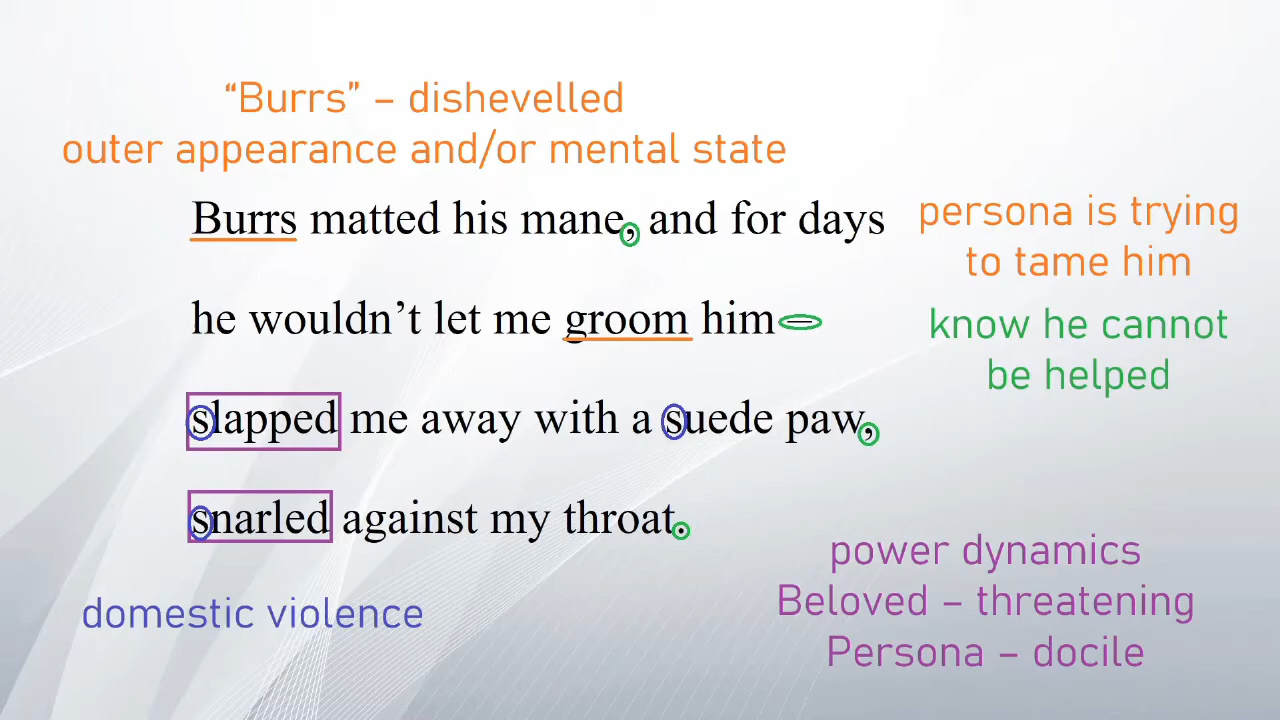 “Burrs” – dishevelled
outer appearance and/or mental state
Burrs matted his mane, and for days
he wouldn’t let me groom him—
slapped me away with a suede paw,
snarled against my throat.
persona is trying
to tame him
know he cannot
be helped
domestic violence
power dynamics
Beloved – threatening
Persona – docile